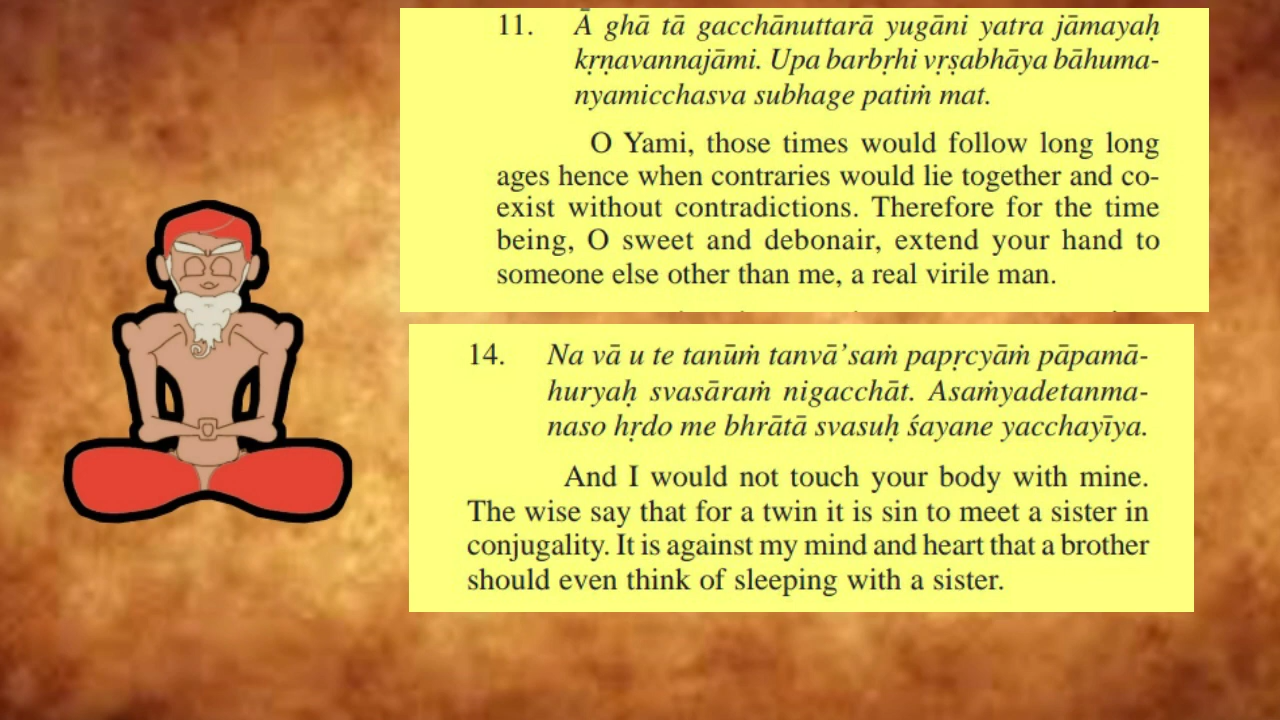 11. Ā ghā tā gacchānuttarā yugāni yatra jāmayaḥ
kṛṇavannajāmi. Upa barbṛhi vṛṣabhāya bāhuma-
nyamicchasva subhage patiṁ mat.
O Yami, those times would follow long long
ages hence when contraries would lie together and co-
exist without contradictions. Therefore for the time
being, O sweet and debonair, extend your hand to
someone else other than me, a real virile man.
14. Na vā u te tanūṁ tanvā’saṁ papṛcyāṁ pāpamā-
huryaḥ svasāraṁ nigacchāt. Asaṁyadetanma-
naso hṛdo me bhrātā svasuḥ śayane yacchayīya.
And I would not touch your body with mine.
The wise say that for a twin it is sin to meet a sister in
conjugality. It is against my mind and heart that a brother
should even think of sleeping with a sister.